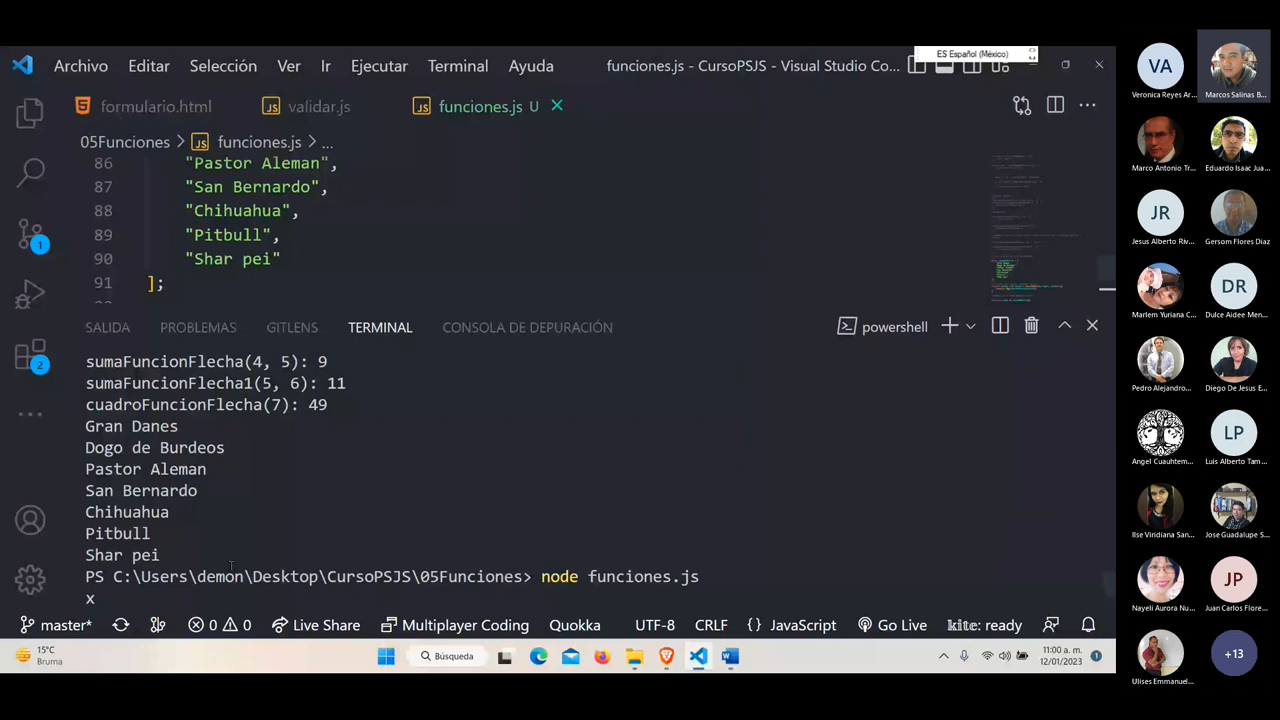 ES Español (México)
Archivo Editar Selección Ver Ir Ejecutar Terminal Ayuda funciones.js - CursoPSJS - Visual Studio Co...
formulario.html validar.js funciones.js U
05Funciones > funciones.js > ...
86 "Pastor Aleman",
87 "San Bernardo",
88 "Chihuahua",
89 "Pitbull",
90 "Shar pei"
91 ];
SALIDA PROBLEMAS GITLENS TERMINAL CONSOLA DE DEPURACIÓN powershell
sumaFuncionFlecha(4, 5): 9
sumaFuncionFlecha1(5, 6): 11
cuadroFuncionFlecha(7): 49
Gran Danes
Dogo de Burdeos
Pastor Aleman
San Bernardo
Chihuahua
Pitbull
Shar pei
PS C:\Users\demon\Desktop\CursoPSJS\05Funciones> node funciones.js
x
master* 0 0 Live Share Multiplayer Coding Quokka UTF-8 CRLF {} JavaScript Go Live kite: ready
15°C
Bruma
Búsqueda
11:00 a. m.
12/01/2023
1
1
2
VA
Veronica Reyes Ar...
Marcos Salinas B...
Marco Antonio Tr...
Eduardo Isaac Jua...
JR
Jesus Alberto Riv...
Gersom Flores Diaz
Marlem Yuriana C...
DR
Dulce Aidee Men...
Pedro Alejandro...
Diego De Jesus E...
Angel Cuauhtem...
LP
Luis Alberto Tam...
Ilse Viridiana San...
Jose Guadalupe S...
Nayeli Aurora Nu...
JP
Juan Carlos Flore...
Ulises Emmanuel...
+13